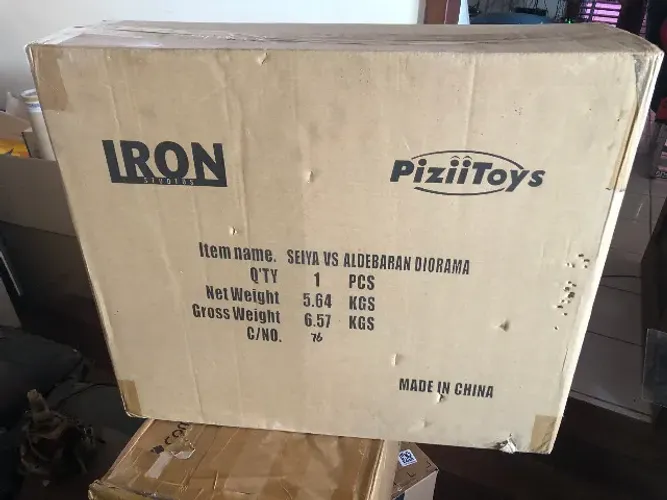 IRON
STUDIOS
PiziiToys
Item name. SEIYA VS ALDEBARAN DIORAMA
Q'TY 1 PCS
Net Weight 5.64 KGS
Gross Weight 6.57 KGS
C/NO. 76
MADE IN CHINA